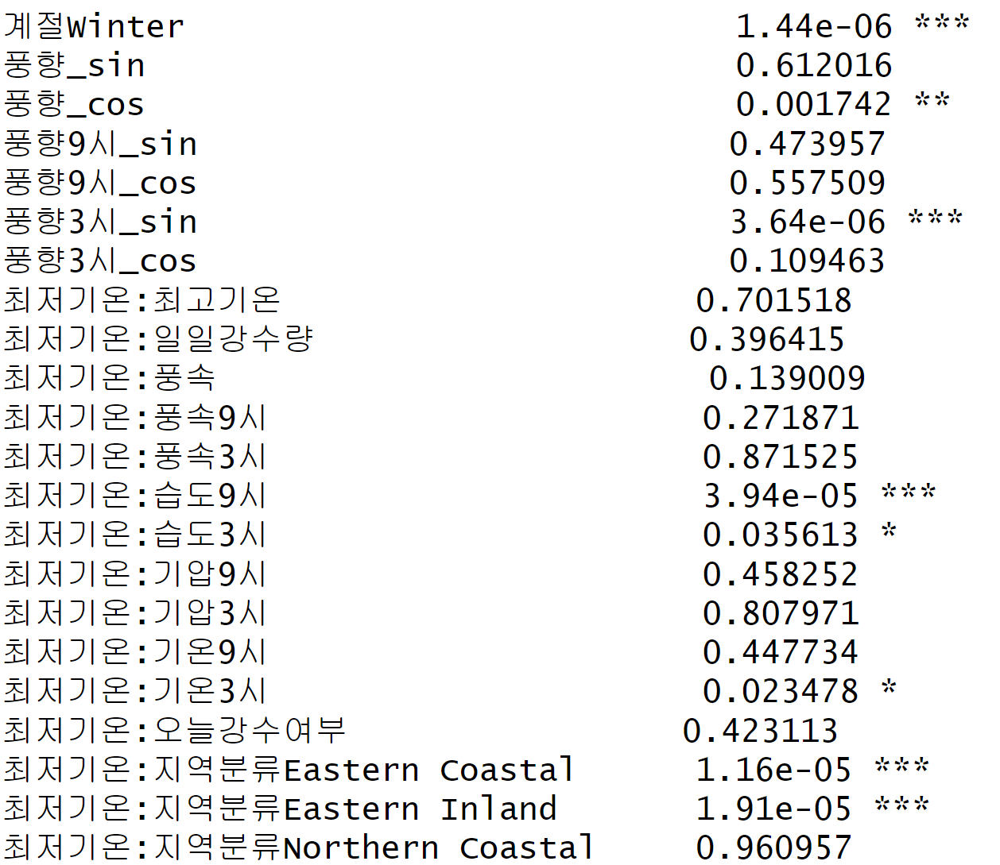 계절Winter 1.44e-06 ***
풍향_sin 0.612016
풍향_cos 0.001742 **
풍향9시_sin 0.473957
풍향9시_cos 0.557509
풍향3시_sin 3.64e-06 ***
풍향3시_cos 0.109463
최저기온:최고기온 0.701518
최저기온:일일강수량 0.396415
최저기온:풍속 0.139009
최저기온:풍속9시 0.271871
최저기온:풍속3시 0.871525
최저기온:습도9시 3.94e-05 ***
최저기온:습도3시 0.035613 *
최저기온:기압9시 0.458252
최저기온:기압3시 0.807971
최저기온:기온9시 0.447734
최저기온:기온3시 0.023478 *
최저기온:오늘강수여부 0.423113
최저기온:지역분류Eastern Coastal 1.16e-05 ***
최저기온:지역분류Eastern Inland 1.91e-05 ***
최저기온:지역분류Northern Coastal 0.960957